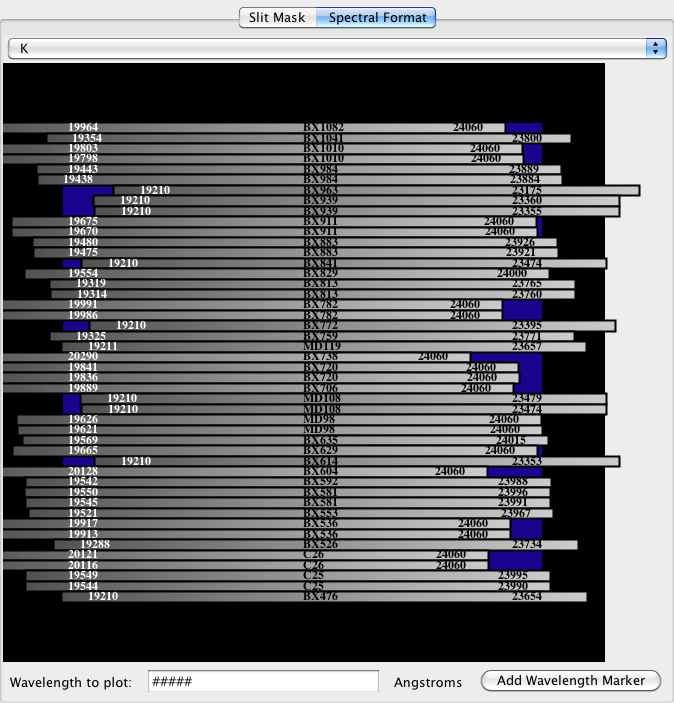 Slit Mask Spectral Format
K
19964 BX1082 24060
19354 BX1041 23800
19803 BX1010 24060
19798 BX1010 24060
19443 BX984 23889
19438 BX984 23884
19210 BX963 23175
19210 BX939 23360
19210 BX939 23355
19675 BX911 24060
19670 BX911 24060
19480 BX883 23926
19475 BX883 23921
19210 BX841 23474
19554 BX829 24000
19319 BX813 23765
19314 BX813 23760
19991 BX782 24060
19986 BX782 24060
19210 BX772 23395
19325 BX759 23771
19211 MD119 23657
20290 BX738 24060
19841 BX720 24060
19836 BX720 24060
19889 BX706 24060
19210 MD108 23479
19210 MD108 23474
19626 MD98 24060
19621 MD98 24060
19569 BX635 24015
19665 BX629 24060
19210 BX614 23353
20128 BX604 24060
19542 BX592 23988
19550 BX581 23996
19545 BX581 23991
19521 BX553 23967
19917 BX536 24060
19913 BX536 24060
19288 BX526 23734
20121 C26 24060
20116 C26 24060
19549 C25 23995
19544 C25 23990
19210 BX476 23654
Wavelength to plot: ##### Angstroms Add Wavelength Marker